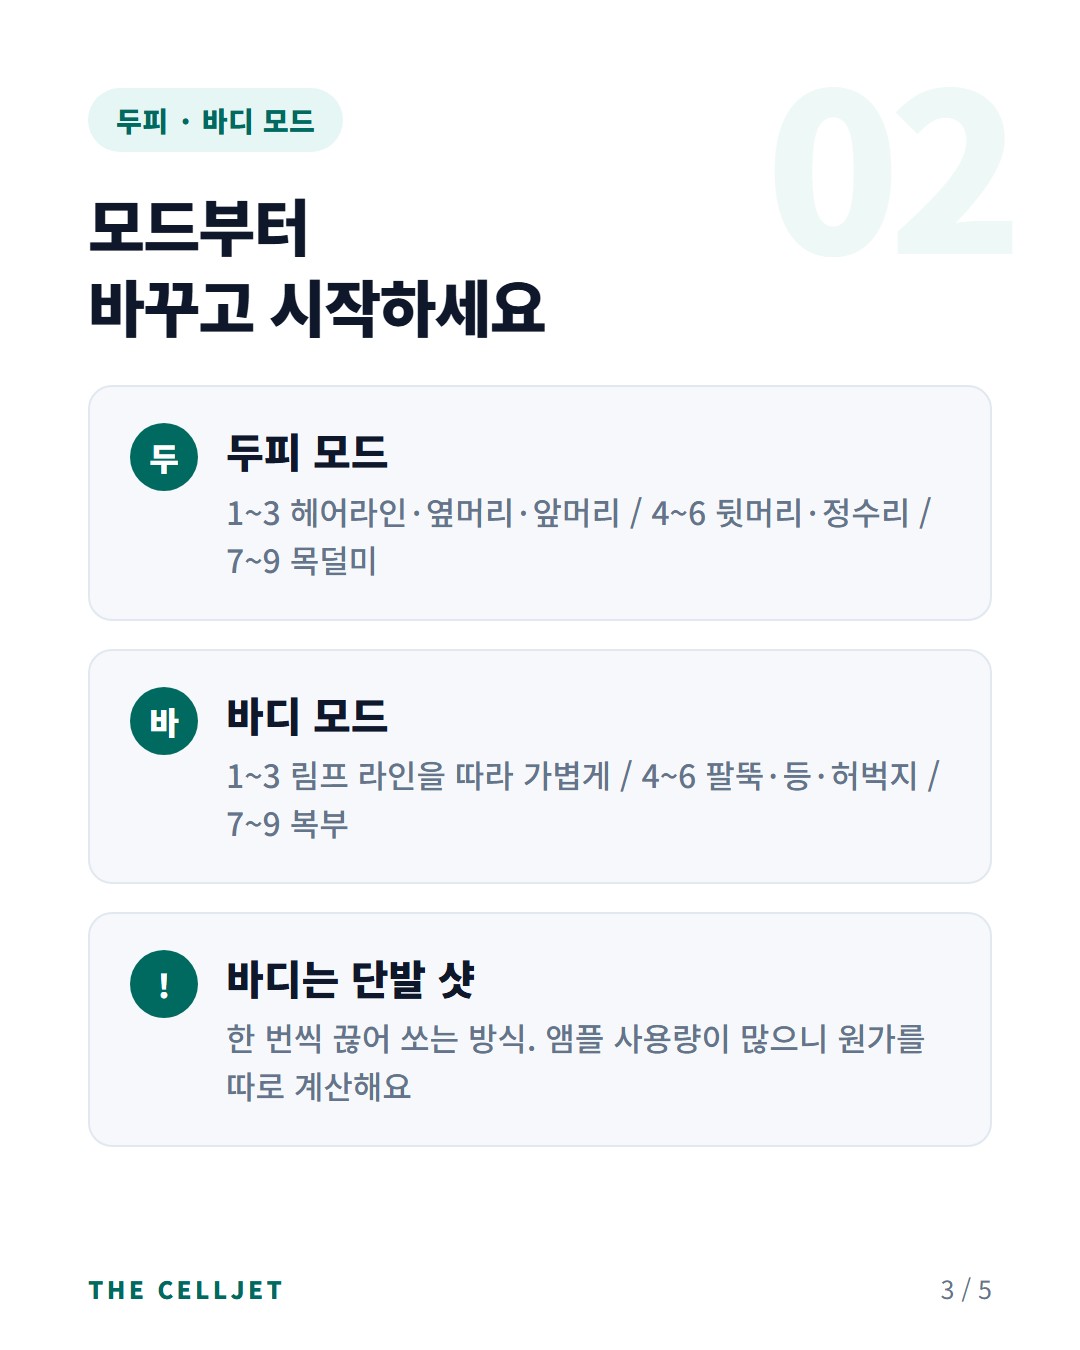 두피 · 바디 모드
02
모드부터
바꾸고 시작하세요
두
두피 모드
1~3 헤어라인·옆머리·앞머리 / 4~6 뒷머리·정수리 /
7~9 목덜미
바
바디 모드
1~3 림프 라인을 따라 가볍게 / 4~6 팔뚝·등·허벅지 /
7~9 복부
!
바디는 단발 샷
한 번씩 끊어 쏘는 방식. 앰플 사용량이 많으니 원가를
따로 계산해요
THE CELLJET
3 / 5